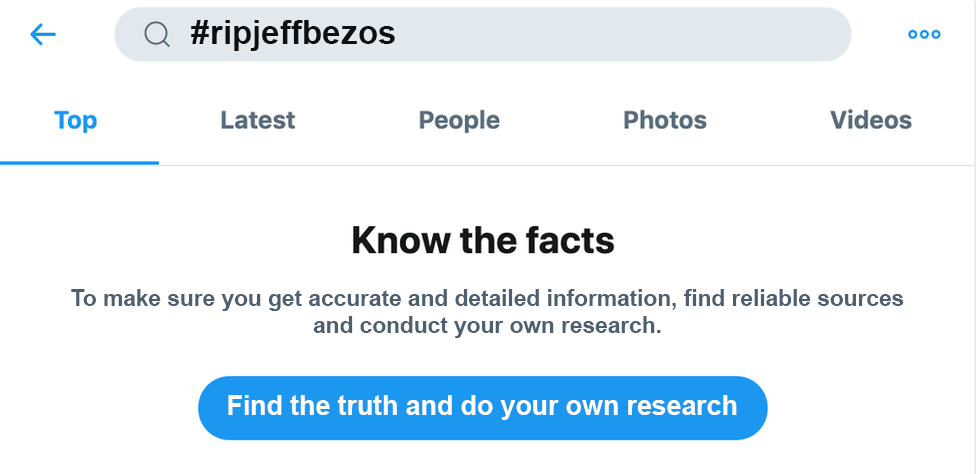 #ripjeffbezos
Top Latest People Photos Videos
Know the facts
To make sure you get accurate and detailed information, find reliable sources
and conduct your own research.
Find the truth and do your own research